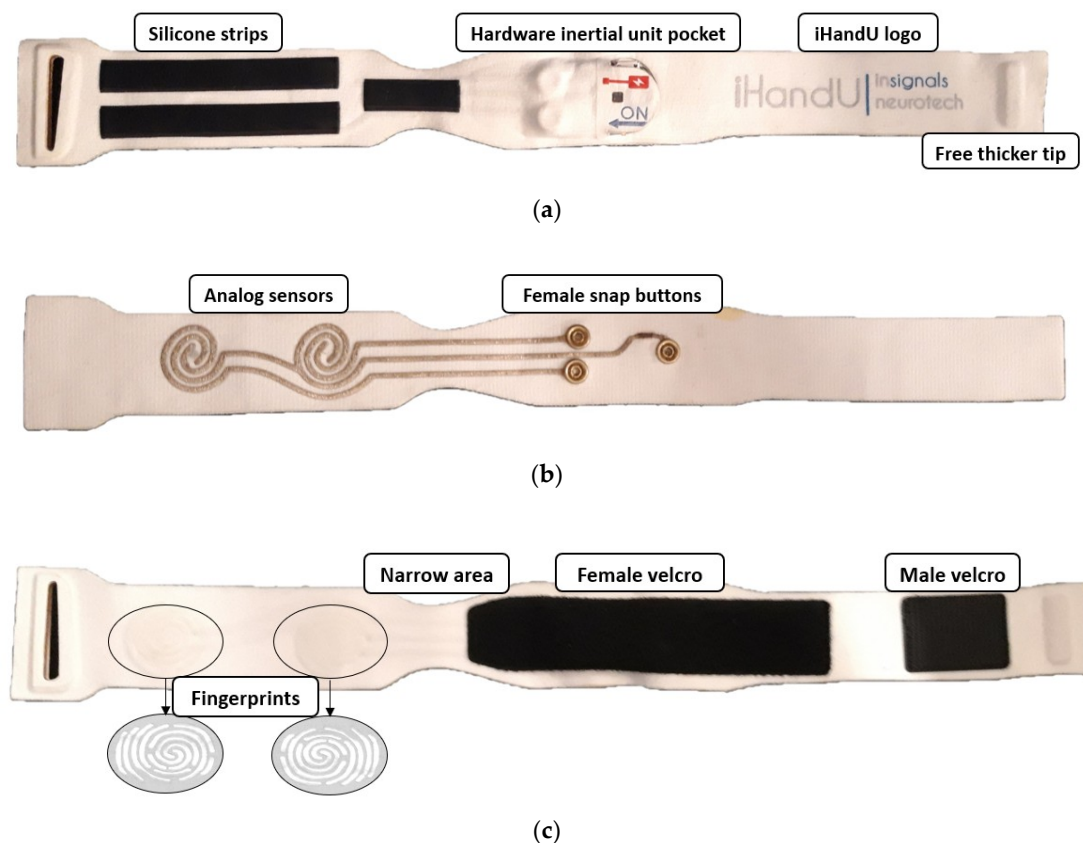 Silicone strips
Hardware inertial unit pocket
iHandU logo
ON
iHandU
insignals
neurotech
Free thicker tip
(a)
Analog sensors
Female snap buttons
(b)
Narrow area
Female velcro
Male velcro
Fingerprints
(c)